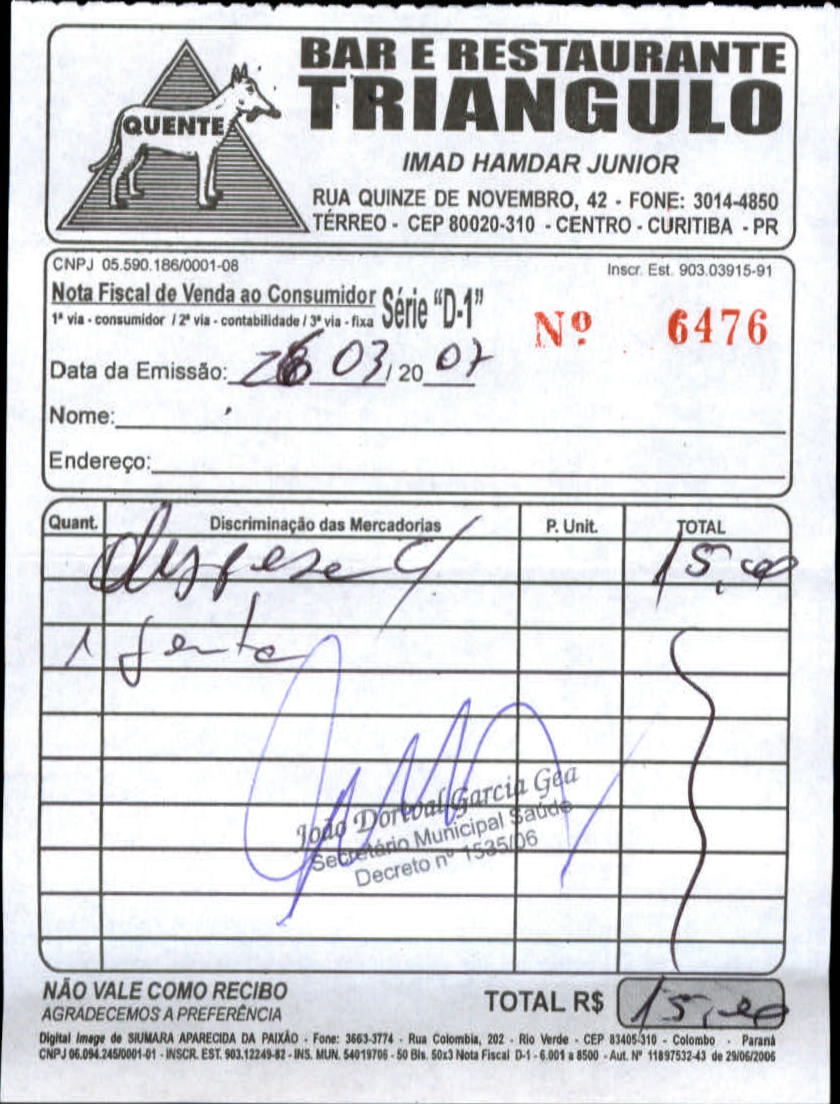 QUENTE
BAR E RESTAURANTE
TRIANGULO
IMAD HAMDAR JUNIOR
RUA QUINZE DE NOVEMBRO, 42 - FONE: 3014-4850
TÉRREO - CEP 80020-310 - CENTRO - CURITIBA - PR
CNPJ 05.590.186/0001-08
Inscr. Est. 903.03915-91
Nota Fiscal de Venda ao Consumidor Série "D-1"
1ª via - consumidor / 2ª via - contabilidade / 3ª via - fixa
Nº 6476
Data da Emissão: 26 03/20 07
Nome:
Endereço:
Quant. Discriminação das Mercadorias P. Unit. TOTAL
despesa c/ 15,00
1 janta
João Dorival Garcia Gea
Secretário Municipal Saúde
Decreto nº 1535/06
NÃO VALE COMO RECIBO
AGRADECEMOS A PREFERÊNCIA
TOTAL R$ 15,00
Digital Image de SIUMARA APARECIDA DA PAIXÃO - Fone: 3663-3774 - Rua Colombia, 202 - Rio Verde - CEP 83405-310 - Colombo - Paraná
CNPJ 06.094.245/0001-01 - INSCR. EST. 903.12249-82 - INS. MUN. 54019706 - 50 Bls. 50x3 Nota Fiscal D-1 - 6.001 a 8500 - Aut. Nº 11897532-43 de 29/06/2006